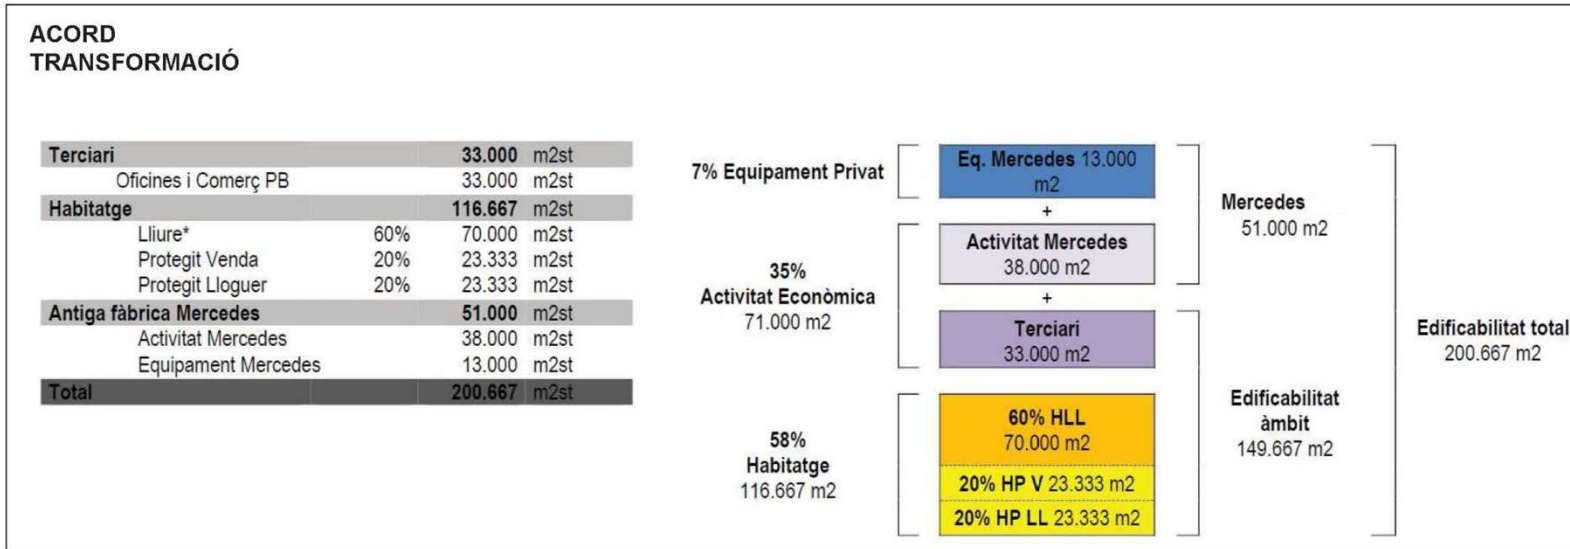 ACORD
TRANSFORMACIÓ
Terciari 33.000 m2st
Oficines i Comerç PB 33.000 m2st
Habitatge 116.667 m2st
Lliure* 60% 70.000 m2st
Protegit Venda 20% 23.333 m2st
Protegit Lloguer 20% 23.333 m2st
Antiga fàbrica Mercedes 51.000 m2st
Activitat Mercedes 38.000 m2st
Equipament Mercedes 13.000 m2st
Total 200.667 m2st
7% Equipament Privat
35%
Activitat Econòmica
71.000 m2
58%
Habitatge
116.667 m2
Eq. Mercedes 13.000
m2
+
Activitat Mercedes
38.000 m2
+
Terciari
33.000 m2
60% HLL
70.000 m2
20% HP V 23.333 m2
20% HP LL 23.333 m2
Mercedes
51.000 m2
Edificabilitat
àmbit
149.667 m2
Edificabilitat total
200.667 m2